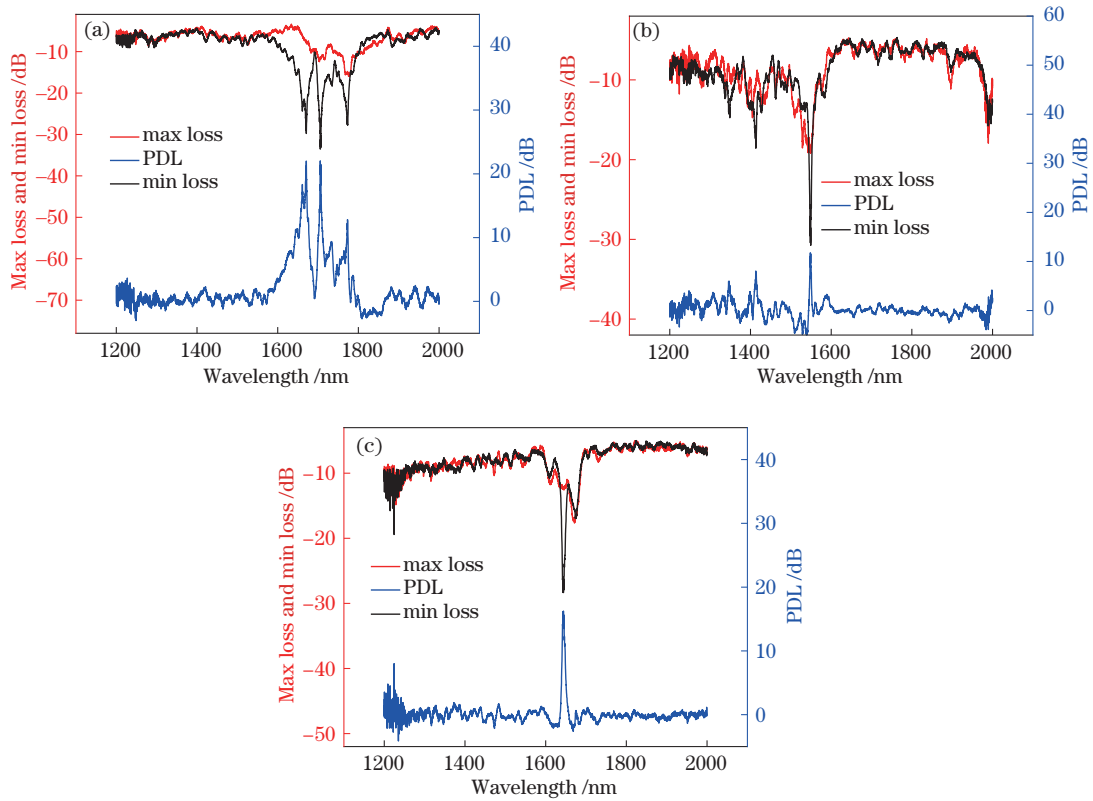 (a)
Max loss and min loss /dB
−10
−20
−30
−40
−50
−60
−70
max loss
PDL
min loss
40
30
20
10
0
PDL /dB
1200 1400 1600 1800 2000
Wavelength /nm
(b)
Max loss and min loss /dB
−10
−20
−30
−40
max loss
PDL
min loss
60
50
40
30
20
10
0
PDL /dB
1200 1400 1600 1800 2000
Wavelength /nm
(c)
Max loss and min loss /dB
−10
−20
−30
−40
−50
max loss
PDL
min loss
40
30
20
10
0
PDL /dB
1200 1400 1600 1800 2000
Wavelength /nm